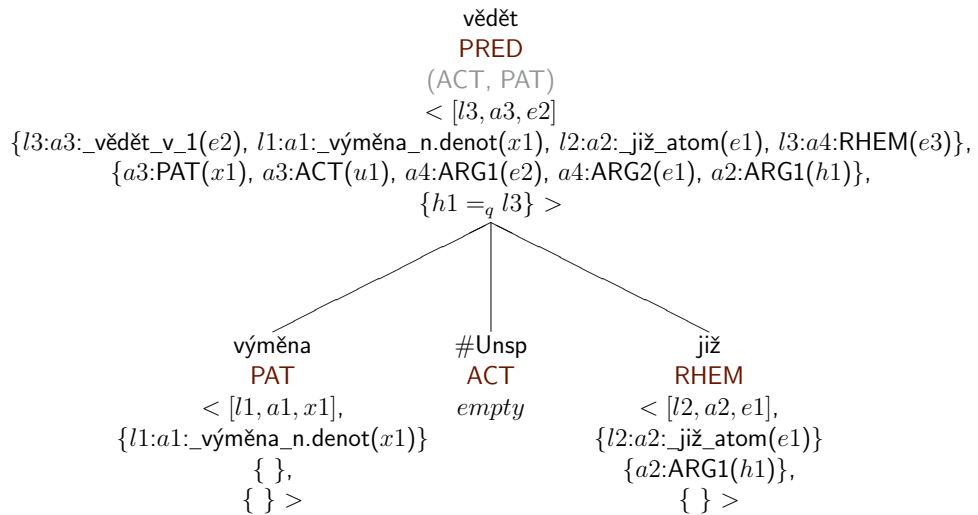 vědět
PRED
(ACT, PAT)
< [l3, a3, e2]
{l3:a3:_vědět_v_1(e2), l1:a1:_výměna_n.denot(x1), l2:a2:_již_atom(e1), l3:a4:RHEM(e3)},
{a3:PAT(x1), a3:ACT(u1), a4:ARG1(e2), a4:ARG2(e1), a2:ARG1(h1)},
{h1 =q l3} >
výměna #Unsp již
PAT ACT RHEM
< [l1, a1, x1], empty < [l2, a2, e1],
{l1:a1:_výměna_n.denot(x1)} {l2:a2:_již_atom(e1)}
{ }, {a2:ARG1(h1)},
{ } > { } >